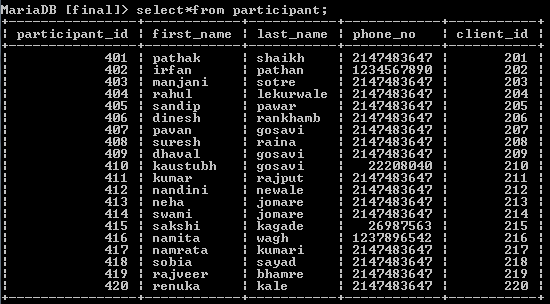 MariaDB [final]> select*from participant;
participant_id | first_name | last_name | phone_no | client_id
401 | pathak | shaikh | 2147483647 | 201
402 | irfan | pathan | 1234567890 | 202
403 | manjani | sotre | 2147483647 | 203
404 | rahul | lekurwale | 2147483647 | 204
405 | sandip | pawar | 2147483647 | 205
406 | dinesh | rankhamb | 2147483647 | 206
407 | pavan | gosavi | 2147483647 | 207
408 | suresh | raina | 2147483647 | 208
409 | dhaval | gosavi | 2147483647 | 209
410 | kaustubh | gosavi | 22208040 | 210
411 | kumar | rajput | 2147483647 | 211
412 | nandini | newale | 2147483647 | 212
413 | neha | jomare | 2147483647 | 213
414 | swami | jomare | 2147483647 | 214
415 | sakshi | kagade | 26987563 | 215
416 | namita | wagh | 1237896542 | 216
417 | namrata | kumari | 2147483647 | 217
418 | sobia | sayad | 2147483647 | 218
419 | rajveer | bhamre | 2147483647 | 219
420 | renuka | kale | 2147483647 | 220